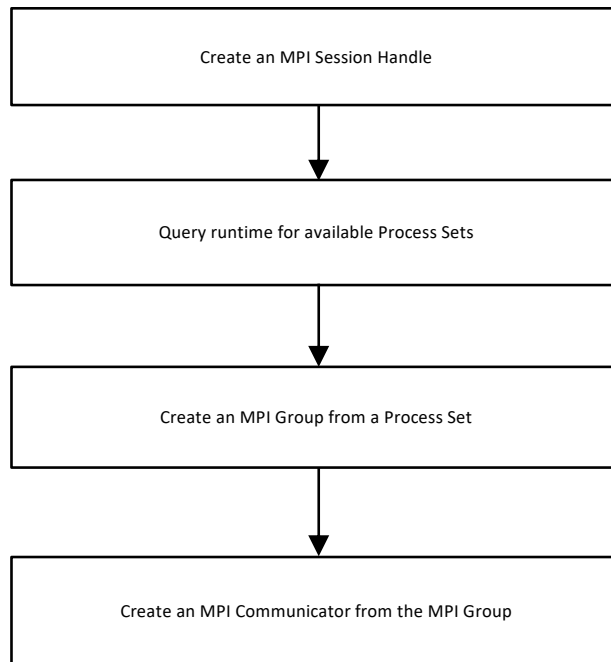 Create an MPI Session Handle
Query runtime for available Process Sets
Create an MPI Group from a Process Set
Create an MPI Communicator from the MPI Group